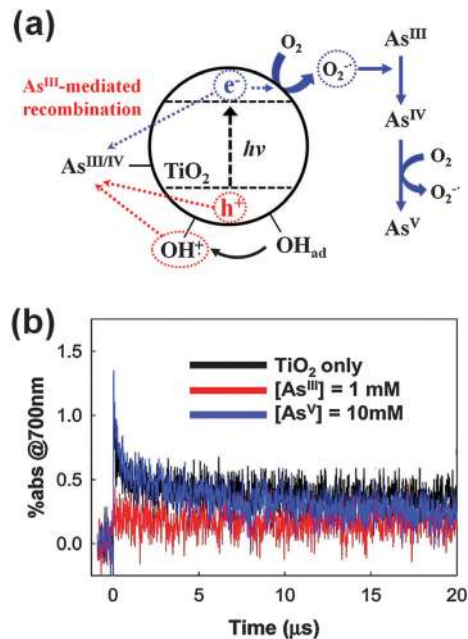 (a)
O₂
As^III
As^III-mediated
recombination
e⁻
O₂⁻·
As^IV
hν
As^III/IV
TiO₂
O₂
O₂⁻·
h⁺
As^V
OH⁺·
OH_ad
(b)
1.5
TiO₂ only
[As^III] = 1 mM
[As^V] = 10mM
1.0
0.5
0.0
%abs @700nm
0
5
10
15
20
Time (μs)